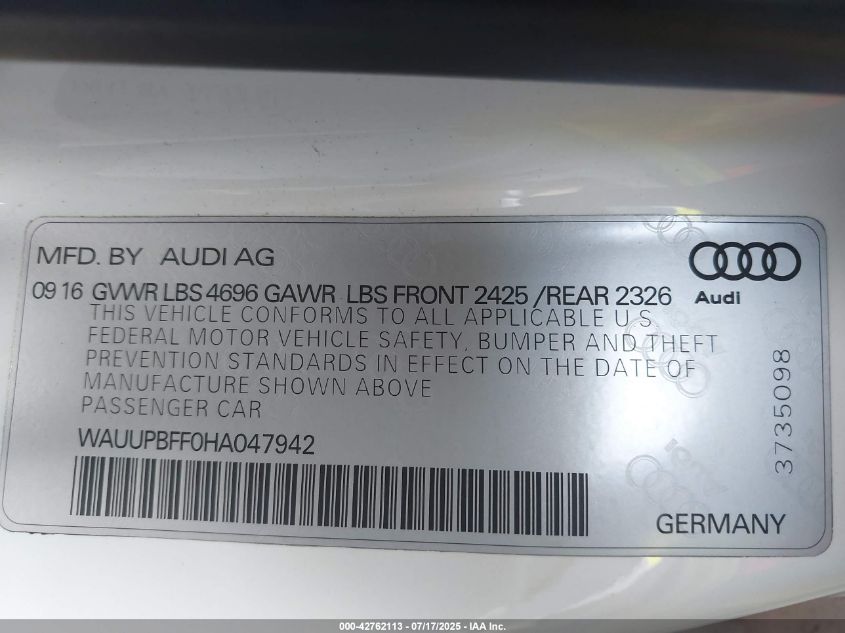 MFD. BY AUDI AG
09 16 GVWR LBS 4696 GAWR LBS FRONT 2425 /REAR 2326
THIS VEHICLE CONFORMS TO ALL APPLICABLE U S
FEDERAL MOTOR VEHICLE SAFETY, BUMPER AND THEFT
PREVENTION STANDARDS IN EFFECT ON THE DATE OF
MANUFACTURE SHOWN ABOVE
PASSENGER CAR
WAUUPBFF0HA047942
Audi
3735098
GERMANY
000-42762113 - 07/17/2025 - IAA Inc.